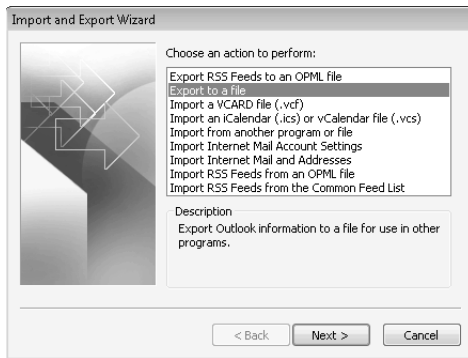 Import and Export Wizard
Choose an action to perform:
Export RSS Feeds to an OPML file
Export to a file
Import a VCARD file (.vcf)
Import an iCalendar (.ics) or vCalendar file (.vcs)
Import from another program or file
Import Internet Mail Account Settings
Import Internet Mail and Addresses
Import RSS Feeds from an OPML file
Import RSS Feeds from the Common Feed List
Description
Export Outlook information to a file for use in other
programs.
< Back Next > Cancel